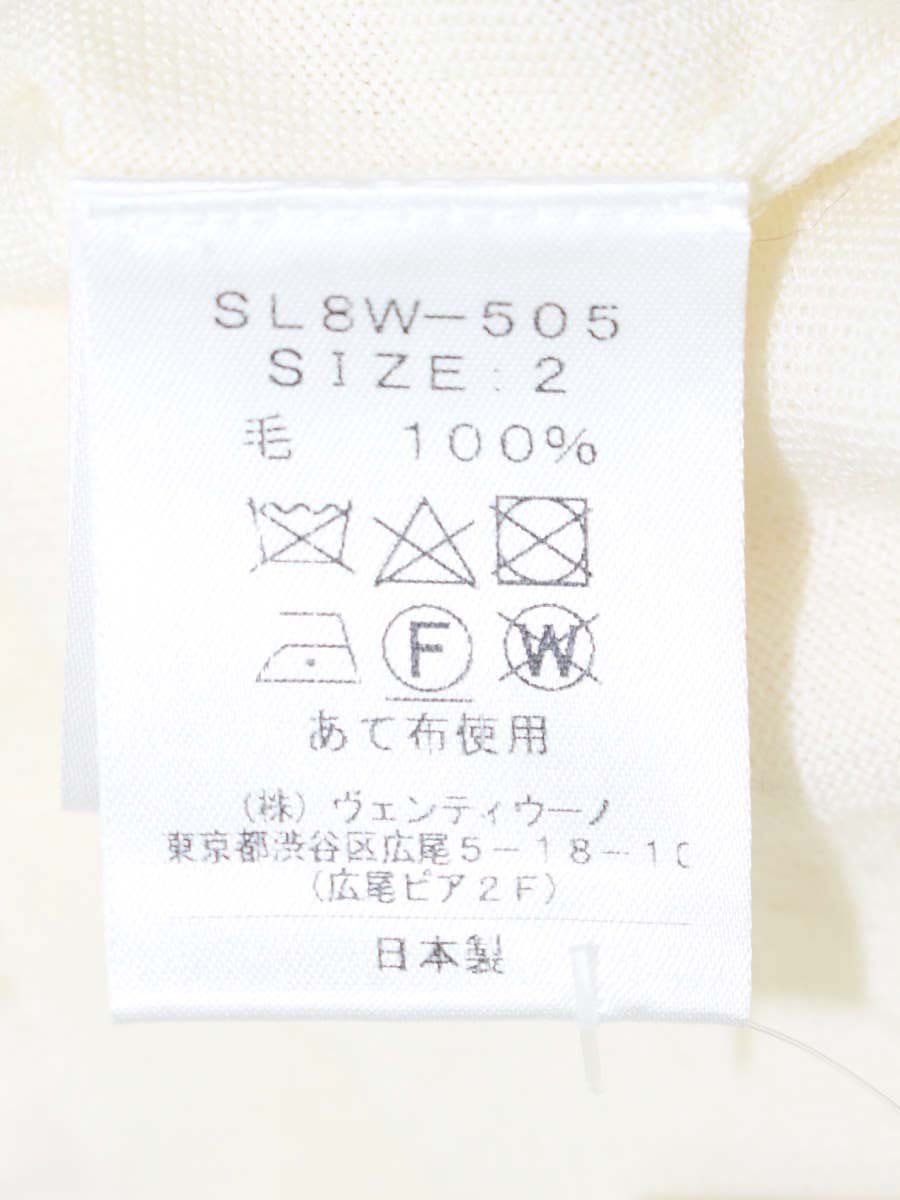 SL8W-505
SIZE:2
毛 100%
F W
あて布使用
(株)ヴェンティウーノ
東京都渋谷区広尾5-18-10
(広尾ピア2F)
日本製